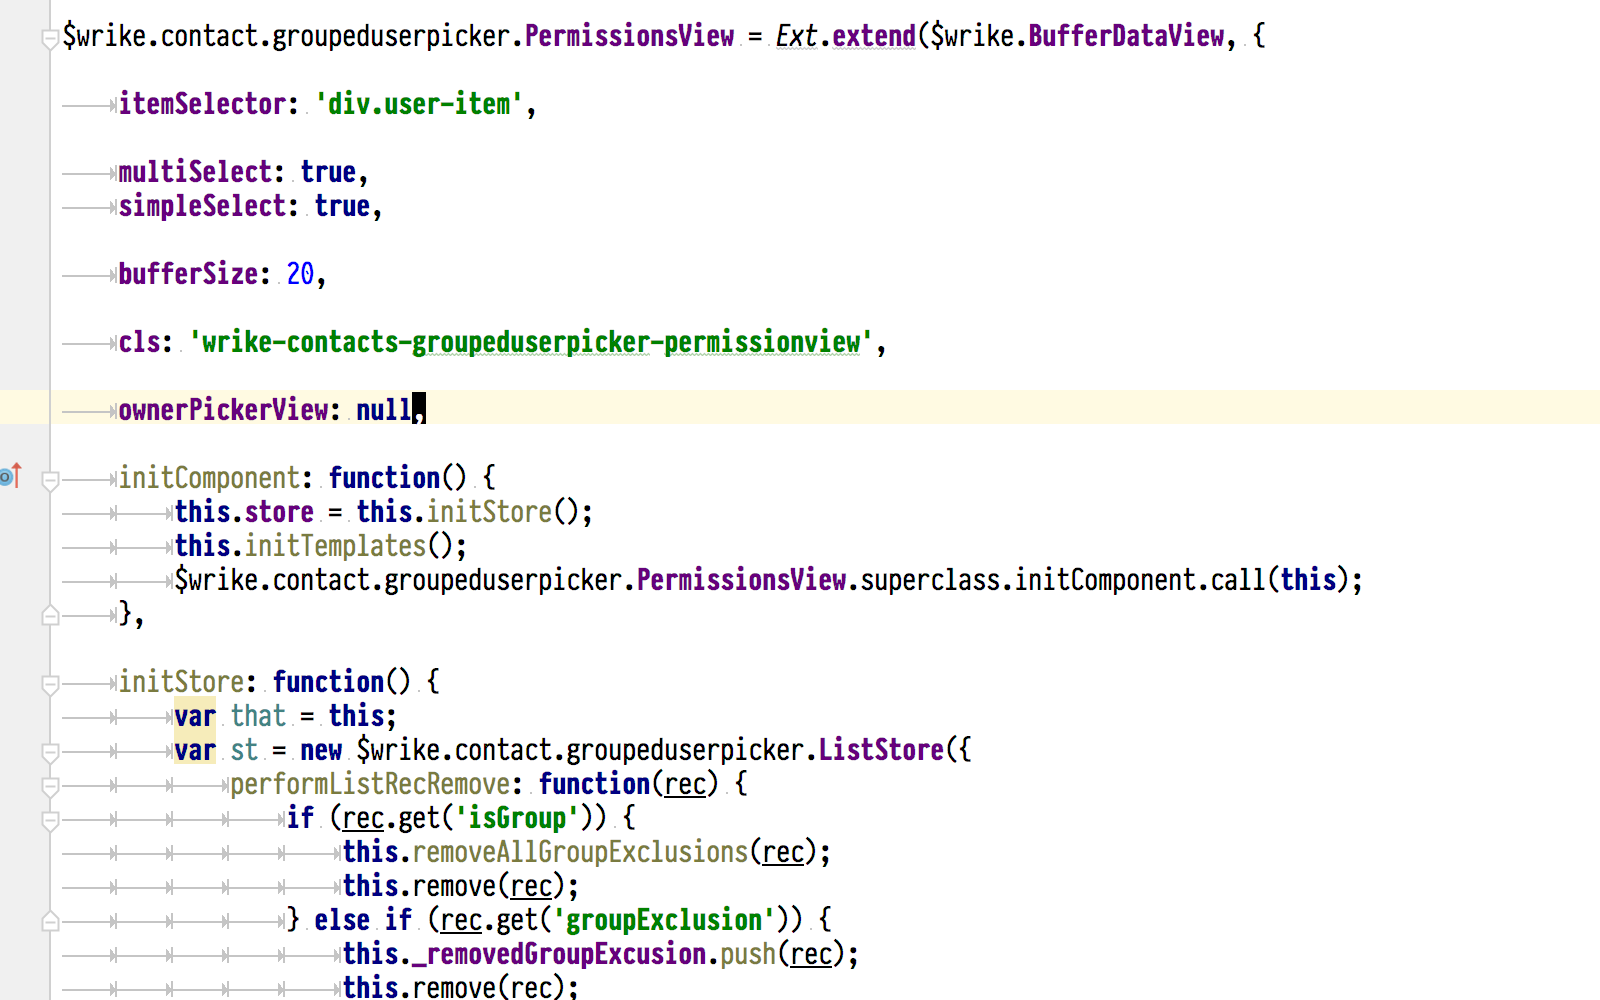 $wrike.contact.groupeduserpicker.PermissionsView = Ext.extend($wrike.BufferDataView, {
itemSelector: 'div.user-item',
multiSelect: true,
simpleSelect: true,
bufferSize: 20,
cls: 'wrike-contacts-groupeduserpicker-permissionview',
ownerPickerView: null,
initComponent: function() {
this.store = this.initStore();
this.initTemplates();
$wrike.contact.groupeduserpicker.PermissionsView.superclass.initComponent.call(this);
},
initStore: function() {
var that = this;
var st = new $wrike.contact.groupeduserpicker.ListStore({
performListRecRemove: function(rec) {
if (rec.get('isGroup')) {
this.removeAllGroupExclusions(rec);
this.remove(rec);
} else if (rec.get('groupExclusion')) {
this._removedGroupExcusion.push(rec);
this.remove(rec);